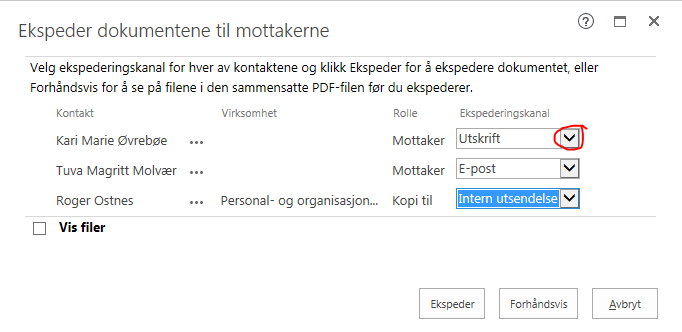 Ekspeder dokumentene til mottakerne
Velg ekspederingskanal for hver av kontaktene og klikk Ekspeder for å ekspedere dokumentet, eller
Forhåndsvis for å se på filene i den sammensatte PDF-filen før du ekspederer.
Kontakt Virksomhet Rolle Ekspederingskanal
Kari Marie Øvrebøe ... Mottaker Utskrift
Tuva Magritt Molvær ... Mottaker E-post
Roger Ostnes ... Personal- og organisasjon... Kopi til Intern utsendelse
Vis filer
Ekspeder Forhåndsvis Avbryt